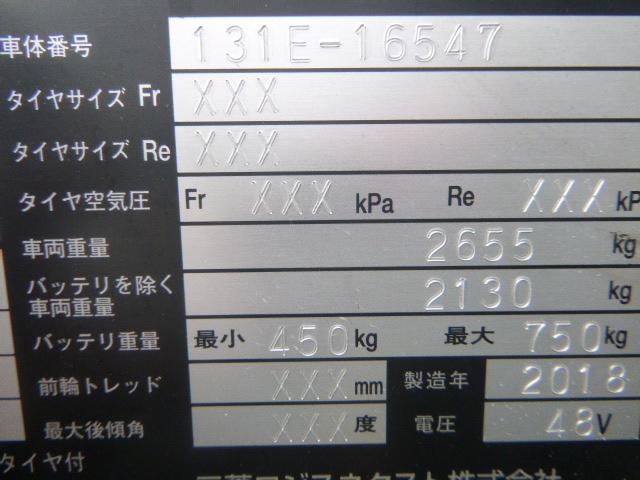 車体番号 131E-16547
タイヤサイズ Fr XXX
タイヤサイズ Re XXX
タイヤ空気圧 Fr XXX kPa Re XXX kP
車両重量 2655 kg
バッテリを除く
車両重量 2130 kg
バッテリ重量 最小 450 kg 最大 750 kg
前輪トレッド XXX mm 製造年 2018
最大後傾角 XXX 度 電圧 48 V
タイヤ付